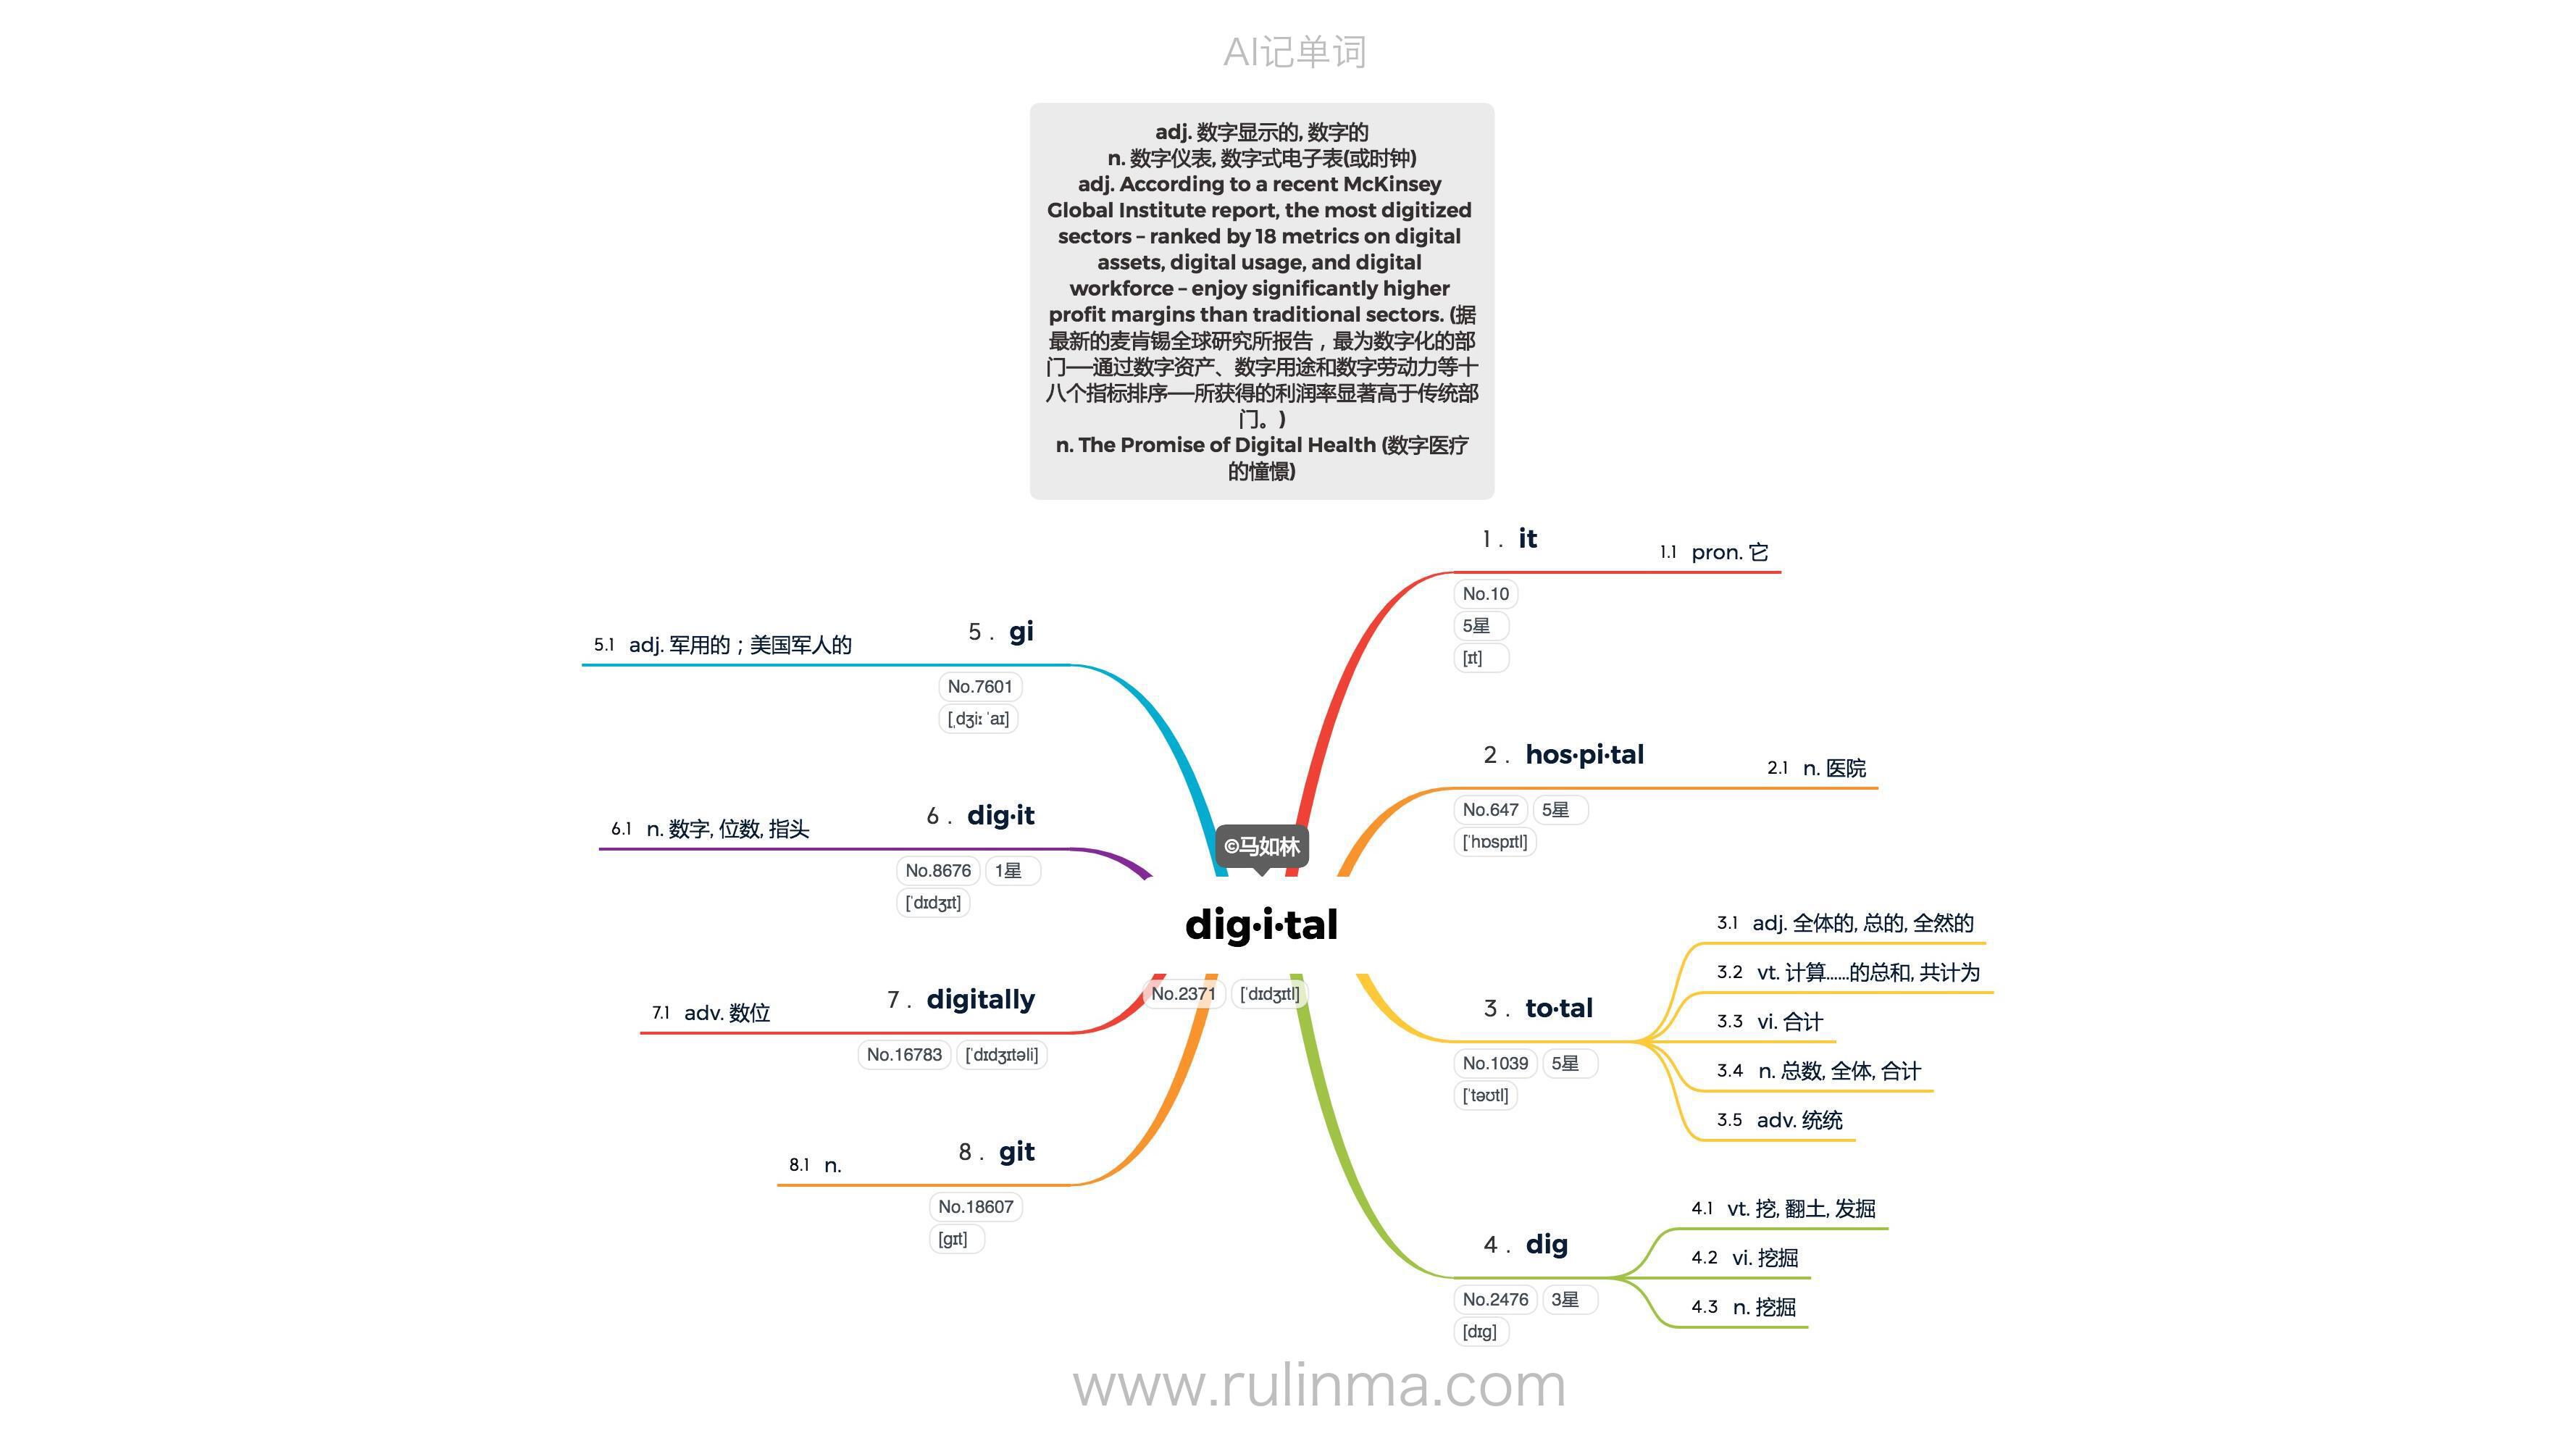 AI记单词
adj. 数字显示的, 数字的
n. 数字仪表, 数字式电子表(或时钟)
adj. According to a recent McKinsey
Global Institute report, the most digitized
sectors – ranked by 18 metrics on digital
assets, digital usage, and digital
workforce – enjoy significantly higher
profit margins than traditional sectors. (据
最新的麦肯锡全球研究所报告，最为数字化的部
门──通过数字资产、数字用途和数字劳动力等十
八个指标排序──所获得的利润率显著高于传统部
门。)
n. The Promise of Digital Health (数字医疗
的憧憬)
©马如林
dig·i·tal
No.2371 [ˈdɪdʒɪtl]
1 . it
1.1 pron. 它
No.10
5星
[ɪt]
2 . hos·pi·tal
2.1 n. 医院
No.647 5星
[ˈhɒspɪtl]
3 . to·tal
No.1039 5星
[ˈtəʊtl]
3.1 adj. 全体的, 总的, 全然的
3.2 vt. 计算……的总和, 共计为
3.3 vi. 合计
3.4 n. 总数, 全体, 合计
3.5 adv. 统统
4 . dig
No.2476 3星
[dɪg]
4.1 vt. 挖, 翻土, 发掘
4.2 vi. 挖掘
4.3 n. 挖掘
5 . gi
5.1 adj. 军用的；美国军人的
No.7601
[ˌdʒiː ˈaɪ]
6 . dig·it
6.1 n. 数字, 位数, 指头
No.8676 1星
[ˈdɪdʒɪt]
7 . digitally
7.1 adv. 数位
No.16783 [ˈdɪdʒɪtəli]
8 . git
8.1 n.
No.18607
[gɪt]
www.rulinma.com